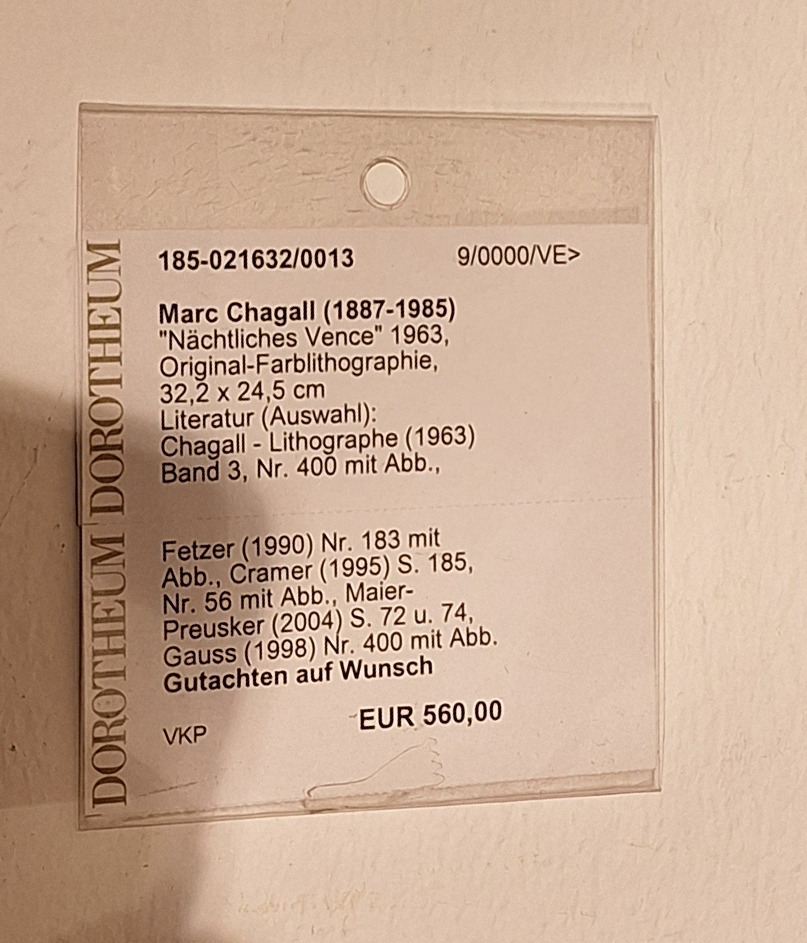 DOROTHEUM DOROTHEUM
185-021632/0013 9/0000/VE>
Marc Chagall (1887-1985)
"Nächtliches Vence" 1963,
Original-Farblithographie,
32,2 x 24,5 cm
Literatur (Auswahl):
Chagall - Lithographe (1963)
Band 3, Nr. 400 mit Abb.,
Fetzer (1990) Nr. 183 mit
Abb., Cramer (1995) S. 185,
Nr. 56 mit Abb., Maier-
Preusker (2004) S. 72 u. 74,
Gauss (1998) Nr. 400 mit Abb.
Gutachten auf Wunsch
VKP EUR 560,00